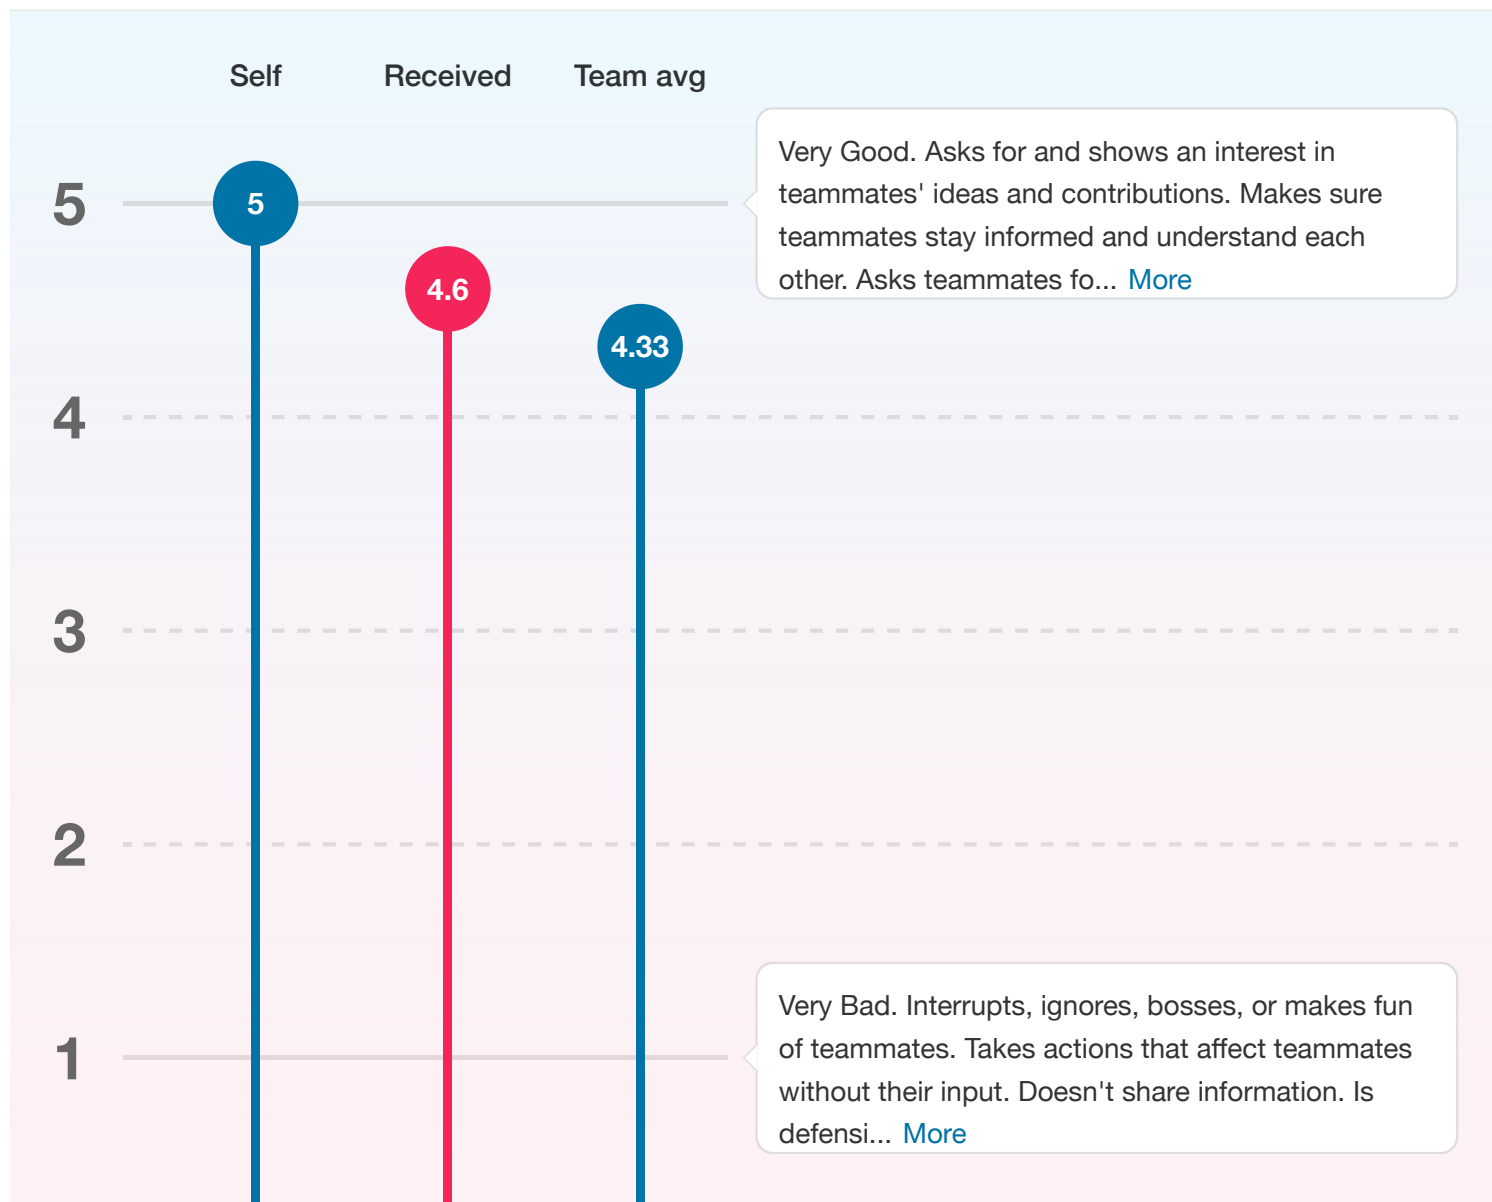 Self Received Team avg
5
5
4.6
4.33
Very Good. Asks for and shows an interest in
teammates' ideas and contributions. Makes sure
teammates stay informed and understand each
other. Asks teammates fo... More
4
3
2
1
Very Bad. Interrupts, ignores, bosses, or makes fun
of teammates. Takes actions that affect teammates
without their input. Doesn't share information. Is
defensi... More